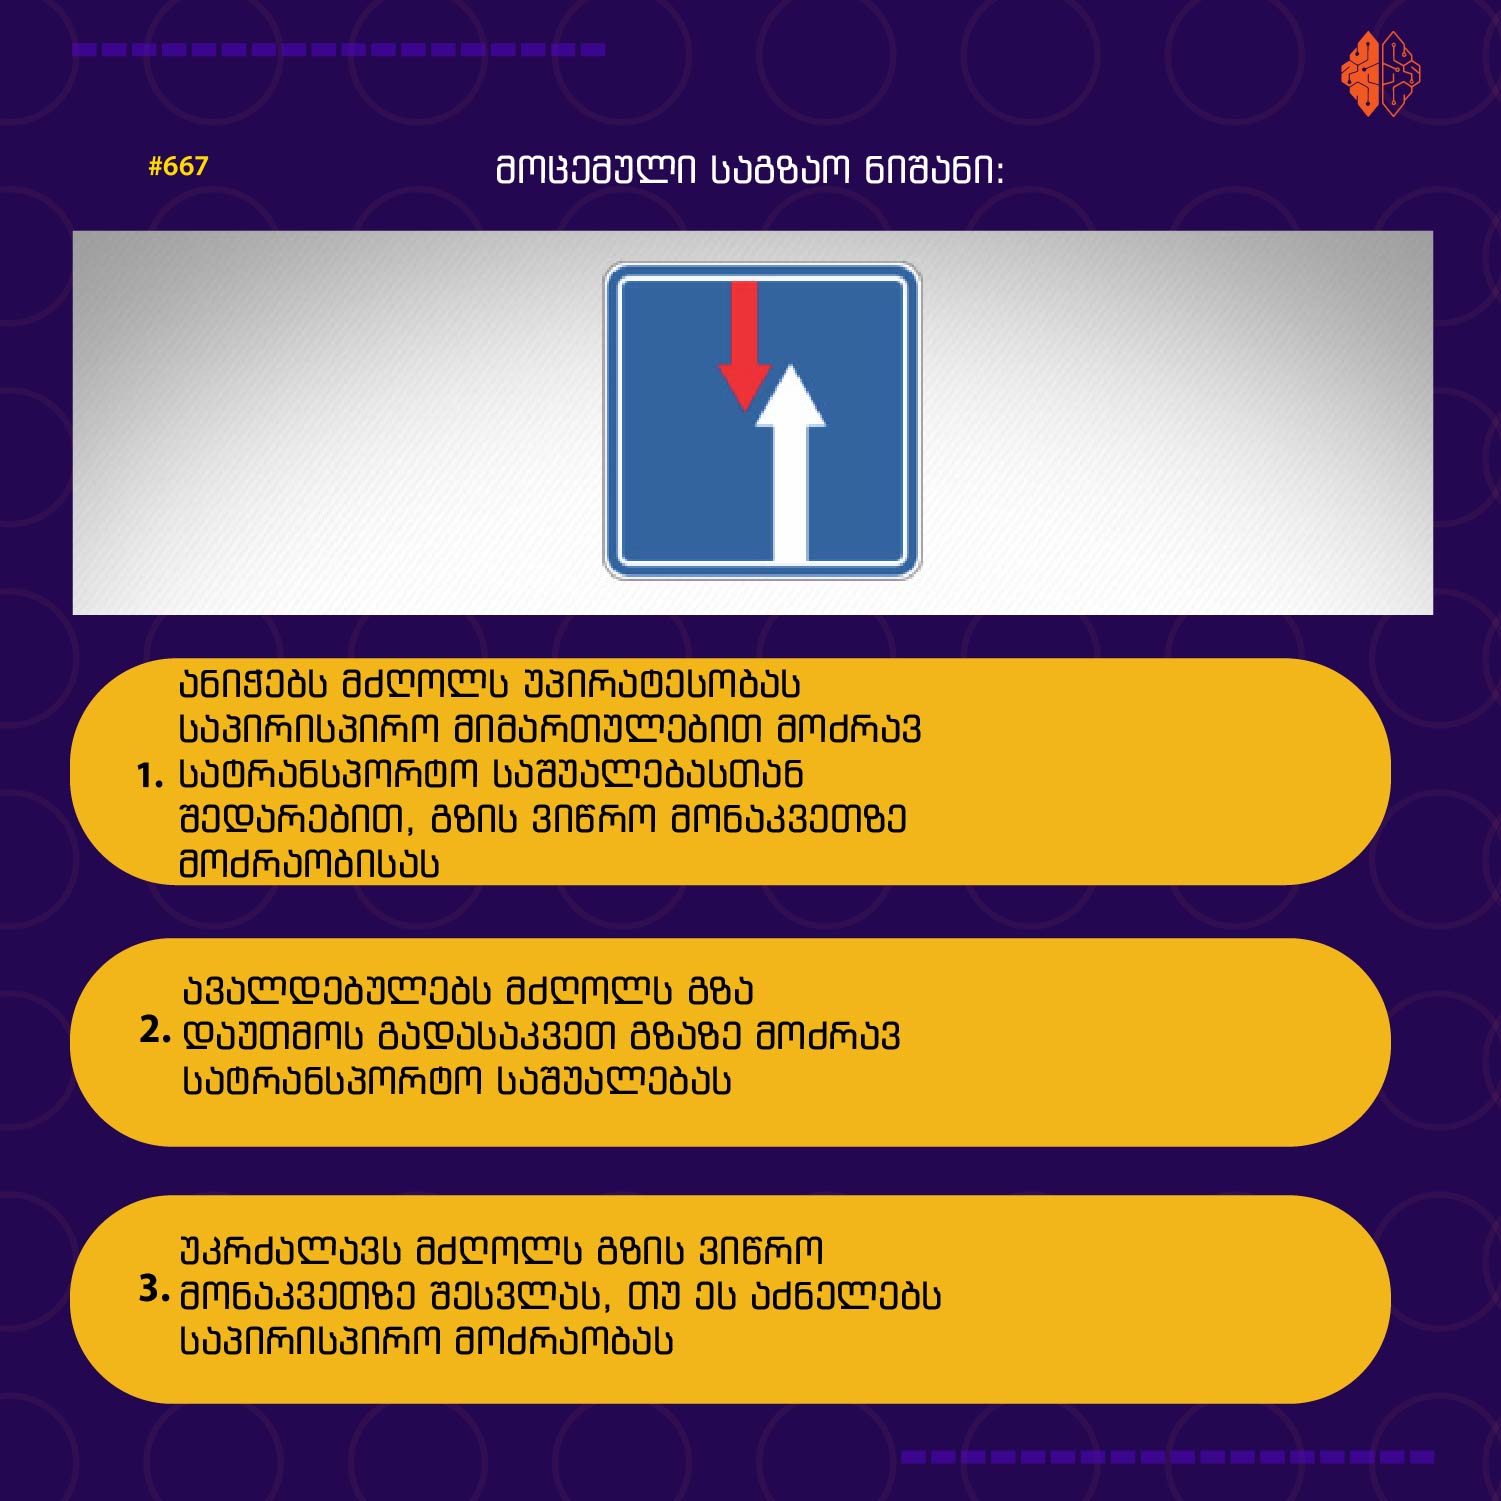 #667
მოცემული საგზაო ნიშანი:
ანიჭებს მძღოლს უპირატესობას
საპირისპირო მიმართულებით მოძრავ
1. სატრანსპორტო საშუალებასთან
შედარებით, გზის ვიწრო მონაკვეთზე
მოძრაობისას
ავალდებულებს მძღოლს გზა
2. დაუთმოს გადასაკვეთ გზაზე მოძრავ
სატრანსპორტო საშუალებას
უკრძალავს მძღოლს გზის ვიწრო
3. მონაკვეთზე შესვლას, თუ ეს აძნელებს
საპირისპირო მოძრაობას